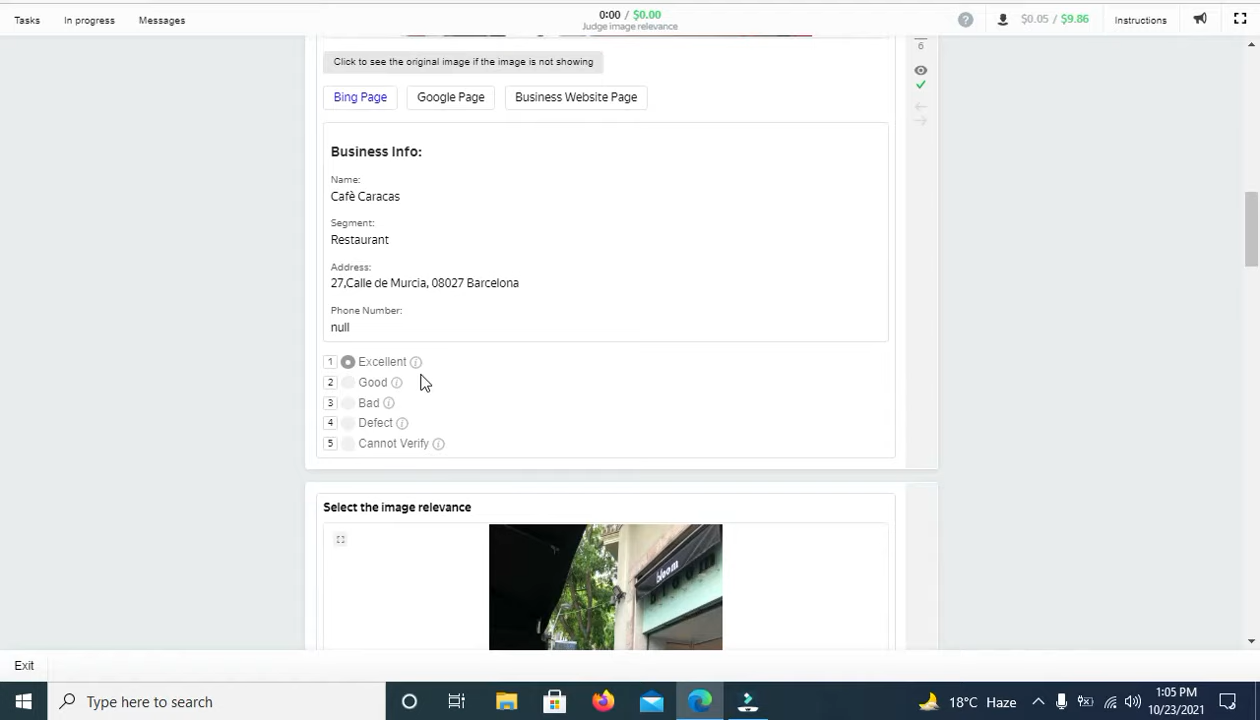 Tasks In progress Messages
0:00 / $0.00
Judge image relevance
? $0.05 / $9.86 Instructions
6
Click to see the original image if the image is not showing
Bing Page Google Page Business Website Page
Business Info:
Name:
Cafè Caracas
Segment:
Restaurant
Address:
27,Calle de Murcia, 08027 Barcelona
Phone Number:
null
1 Excellent i
2 Good i
3 Bad i
4 Defect i
5 Cannot Verify i
Select the image relevance
bloom
BLOOM
Exit
Type here to search
18°C Haze
1:05 PM
10/23/2021